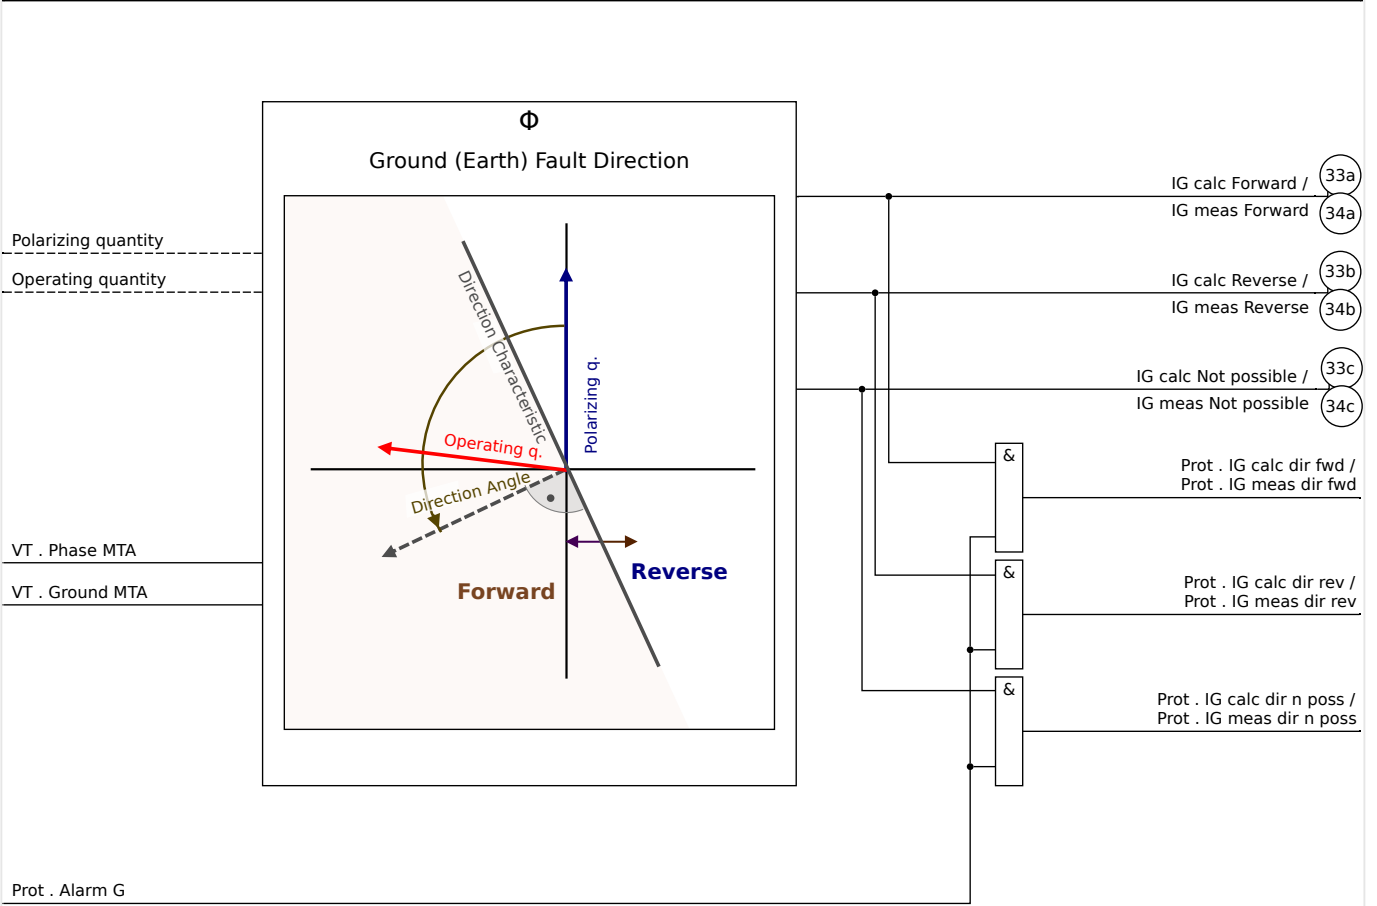 Φ
Ground (Earth) Fault Direction
Polarizing quantity
Operating quantity
VT . Phase MTA
VT . Ground MTA
Prot . Alarm G
Direction Characteristic
Polarizing q.
Operating q.
Direction Angle
Forward
Reverse
IG calc Forward /
IG meas Forward
33a
34a
IG calc Reverse /
IG meas Reverse
33b
34b
IG calc Not possible /
IG meas Not possible
33c
34c
&
Prot . IG calc dir fwd /
Prot . IG meas dir fwd
&
Prot . IG calc dir rev /
Prot . IG meas dir rev
&
Prot . IG calc dir n poss /
Prot . IG meas dir n poss